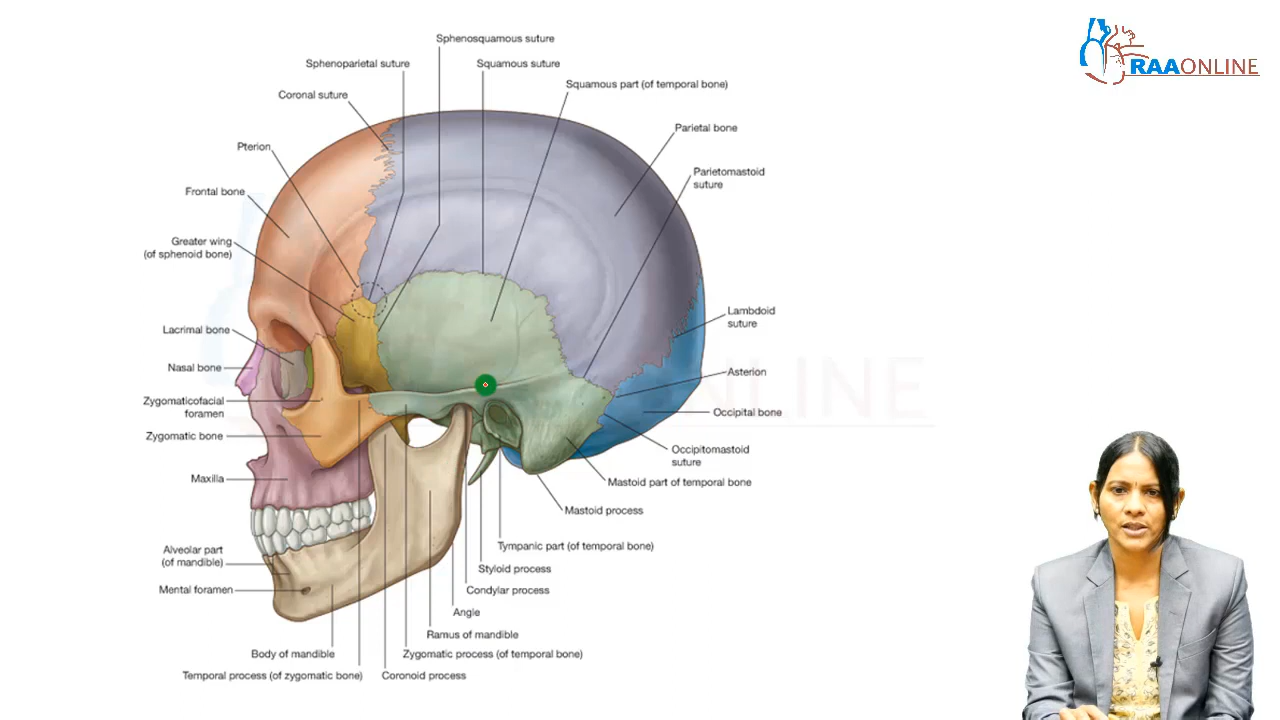 RAAONLINE
Sphenosquamous suture
Sphenoparietal suture
Squamous suture
Squamous part (of temporal bone)
Coronal suture
Parietal bone
Pterion
Parietomastoid
suture
Frontal bone
Greater wing
(of sphenoid bone)
Lambdoid
suture
Lacrimal bone
Nasal bone
Asterion
Zygomaticofacial
foramen
Occipital bone
Zygomatic bone
Occipitomastoid
suture
Maxilla
Mastoid part of temporal bone
Mastoid process
Tympanic part (of temporal bone)
Alveolar part
(of mandible)
Styloid process
Mental foramen
Condylar process
Angle
Ramus of mandible
Body of mandible
Zygomatic process (of temporal bone)
Temporal process (of zygomatic bone)
Coronoid process